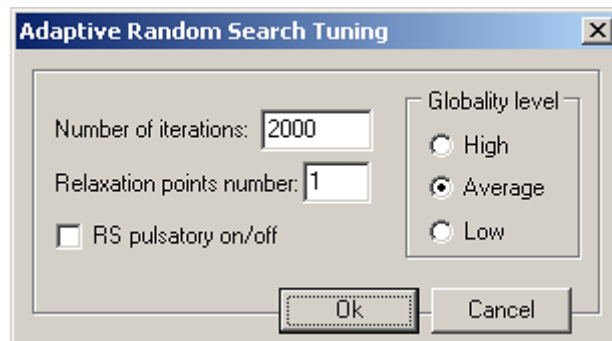 Adaptive Random Search Tuning
Number of iterations: 2000
Relaxation points number: 1
RS pulsatory on/off
Globality level
High
Average
Low
Ok
Cancel